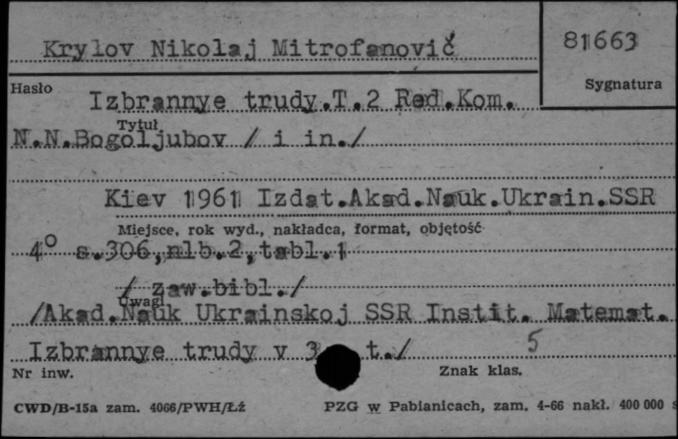 Krylov Nikolaj Mitrofanović
81663
Hasło
Sygnatura
Izbrannye trudy.T.2 Red.Kom.
Tytuł
N.N.Bogoljubov / i in./
Kiev 1961 Izdat.Akad.Nauk.Ukrain.SSR
Miejsce, rok wyd., nakładca, format, objętość
4° s.306,nlb.2,tabl.1
/ zaw.bibl./
Uwagi
/Akad.Nauk Ukrainskoj SSR Instit. Matemat.
Izbrannye trudy v 3 t./ 5
Nr inw.
Znak klas.
CWD/B-15a zam. 4066/PWH/Łź
PZG w Pabianicach, zam. 4-66 nakł. 400 000 s